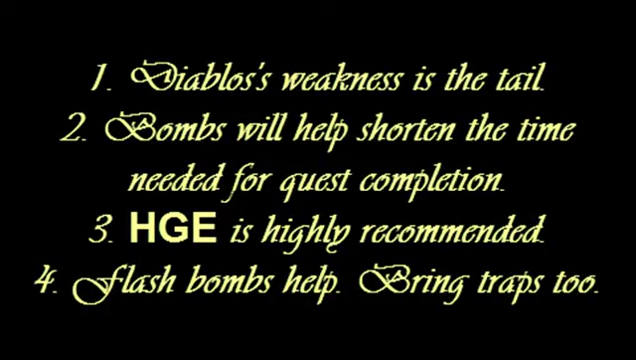 1. Diablos's weakness is the tail.
2. Bombs will help shorten the time
needed for quest completion.
3. HGE is highly recommended.
4. Flash bombs help. Bring traps too.